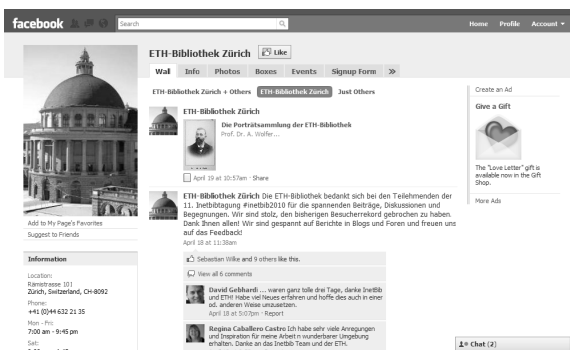 facebook Search Home Profile Account
ETH-Bibliothek Zürich Like
Wal Info Photos Boxes Events Signup Form »
ETH-Bibliothek Zürich + Others ETH-Bibliothek Zürich Just Others
ETH-Bibliothek Zürich
Die Porträtsammlung der ETH-Bibliothek
Prof. Dr. A. Wolfer...
April 19 at 10:57am · Share
ETH-Bibliothek Zürich Die ETH-Bibliothek bedankt sich bei den Teilnehmenden der
11. Inetbibtagung #inetbib2010 für die spannenden Beiträge, Diskussionen und
Begegnungen. Wir sind stolz, den bisherigen Besucherrekord gebrochen zu haben.
Dank Ihnen allen! Wir sind gespannt auf Berichte in Blogs und Foren und freuen uns
auf das Feedback!
April 18 at 11:38am
Sebastian Wilke and 9 others like this.
View all 6 comments
David Gebhardi ... waren ganz tolle drei Tage, danke InetBib
und ETH! Habe viel Neues erfahren und hoffe dies auch in einer
od. anderen Weise umzusetzen.
April 18 at 5:07pm · Report
Regina Caballero Castro Ich habe sehr viele Anregungen
und Inspiration für meine Arbeit n wunderbarer Umgebung
erhalten. Danke an das Inetbib Team und der ETH.
Add to My Page's Favorites
Suggest to Friends
Information
Location:
Rämistrasse 101
Zürich, Switzerland, CH-8092
Phone:
+41 (0)44 632 21 35
Mon - Fri:
7:00 am - 9:45 pm
Sat:
Create an Ad
Give a Gift
The "Love Letter" gift is
available now in the Gift
Shop.
More Ads
Chat (2)